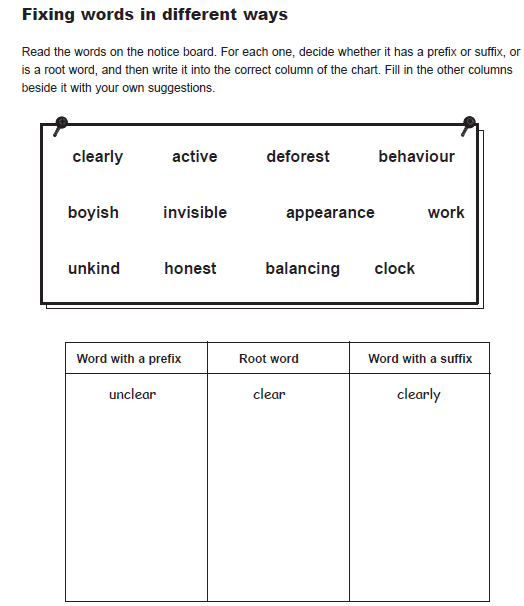 Fixing words in different ways
Read the words on the notice board. For each one, decide whether it has a prefix or suffix, or
is a root word, and then write it into the correct column of the chart. Fill in the other columns
beside it with your own suggestions.
clearly active deforest behaviour
boyish invisible appearance work
unkind honest balancing clock
Word with a prefix Root word Word with a suffix
unclear clear clearly